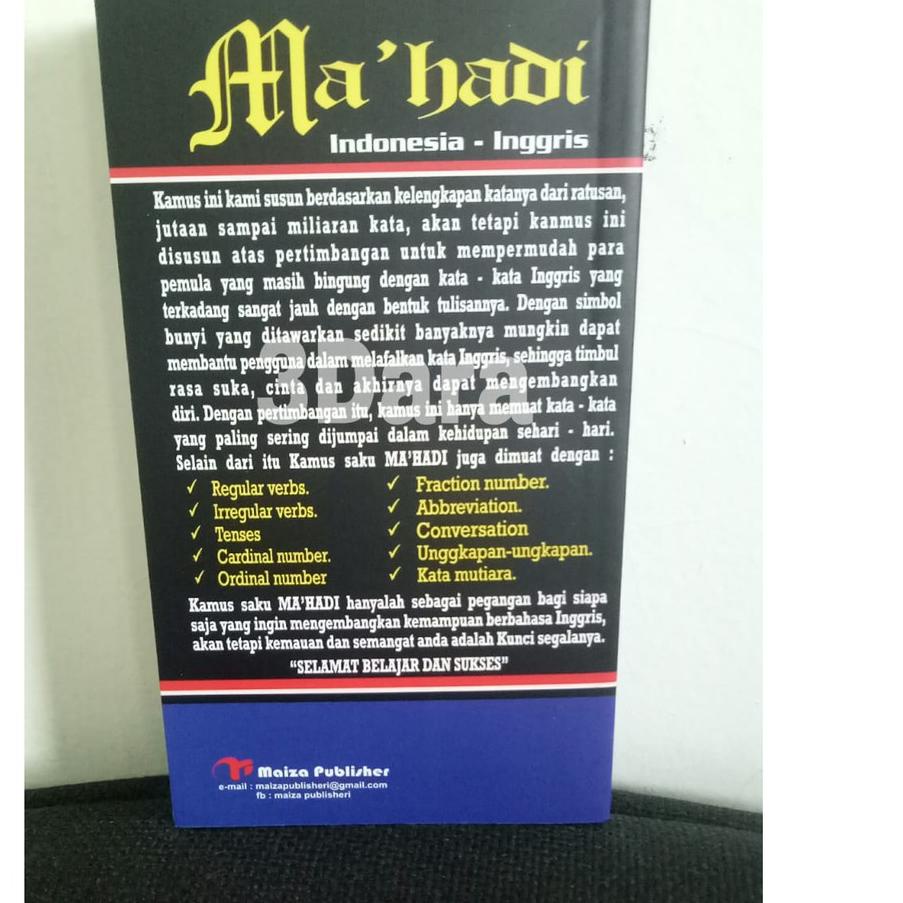 Ma'hadi
Indonesia - Inggris
Kamus ini kami susun berdasarkan kelengkapan katanya dari ratusan,
jutaan sampai miliaran kata, akan tetapi kanmus ini
disusun atas pertimbangan untuk mempermudah para
pemula yang masih bingung dengan kata - kata Inggris yang
terkadang sangat jauh dengan bentuk tulisannya. Dengan simbol
bunyi yang ditawarkan sedikit banyaknya mungkin dapat
membantu pengguna dalam melafalkan kata Inggris, sehingga timbul
rasa suka, cinta dan akhirnya dapat mengembangkan
diri. Dengan pertimbangan itu, kamus ini hanya memuat kata - kata
yang paling sering dijumpai dalam kehidupan sehari - hari.
Selain dari itu Kamus saku MA'HADI juga dimuat dengan :
3Dara
✓ Regular verbs.
✓ Irregular verbs.
✓ Tenses
✓ Cardinal number.
✓ Ordinal number
✓ Fraction number.
✓ Abbreviation.
✓ Conversation
✓ Unggkapan-ungkapan.
✓ Kata mutiara.
Kamus saku MA'HADI hanyalah sebagai pegangan bagi siapa
saja yang ingin mengembangkan kemampuan berbahasa Inggris,
akan tetapi kemauan dan semangat anda adalah Kunci segalanya.
"SELAMAT BELAJAR DAN SUKSES"
Maiza Publisher
e-mail : maizapublisheri@gmail.com
fb : maiza publisheri